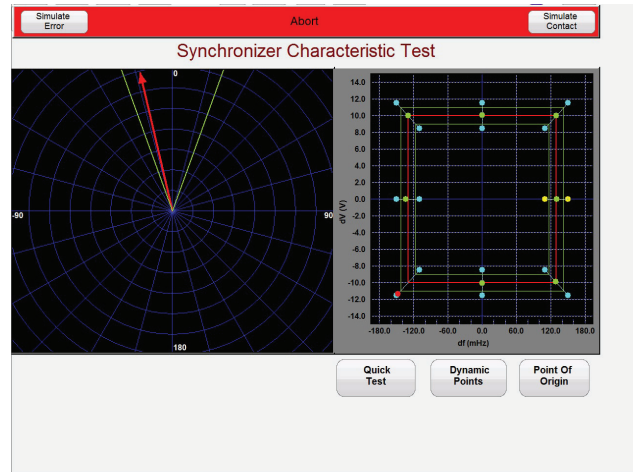 Simulate
Error
Abort
Simulate
Contact
Synchronizer Characteristic Test
0
-90
90
180
14.0
12.0
10.0
8.0
6.0
4.0
2.0
0.0
-2.0
-4.0
-6.0
-8.0
-10.0
-12.0
-14.0
dV (V)
-180.0 -120.0 -60.0 0.0 60.0 120.0 180.0
df (mHz)
Quick
Test
Dynamic
Points
Point Of
Origin